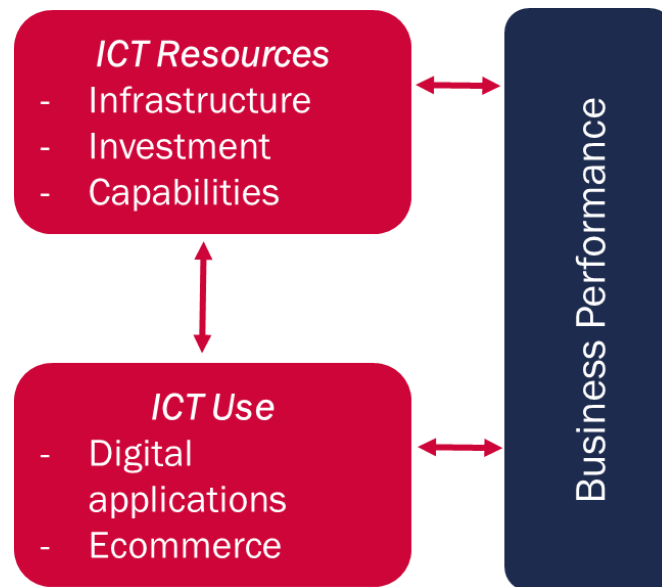 ICT Resources
- Infrastructure
- Investment
- Capabilities
ICT Use
- Digital
applications
- Ecommerce
Business Performance